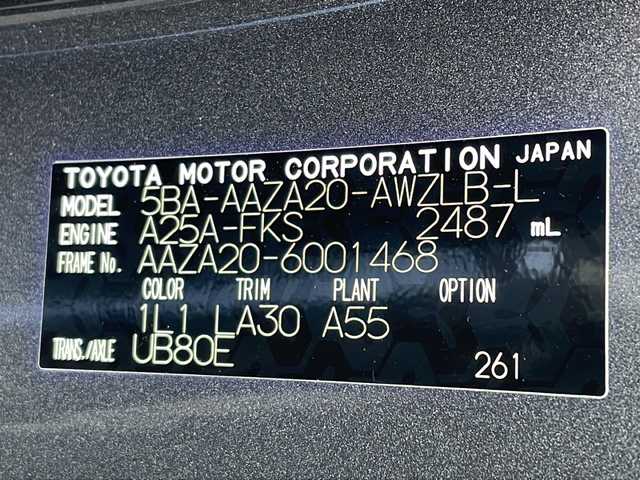 TOYOTA MOTOR CORPORATION JAPAN
MODEL 5BA-AAZA20-AWZLB-L
ENGINE A25A-FKS 2487 mL
FRAME No. AAZA20-6001468
COLOR TRIM PLANT OPTION
1L1 LA30 A55
TRANS./AXLE UB80E
261